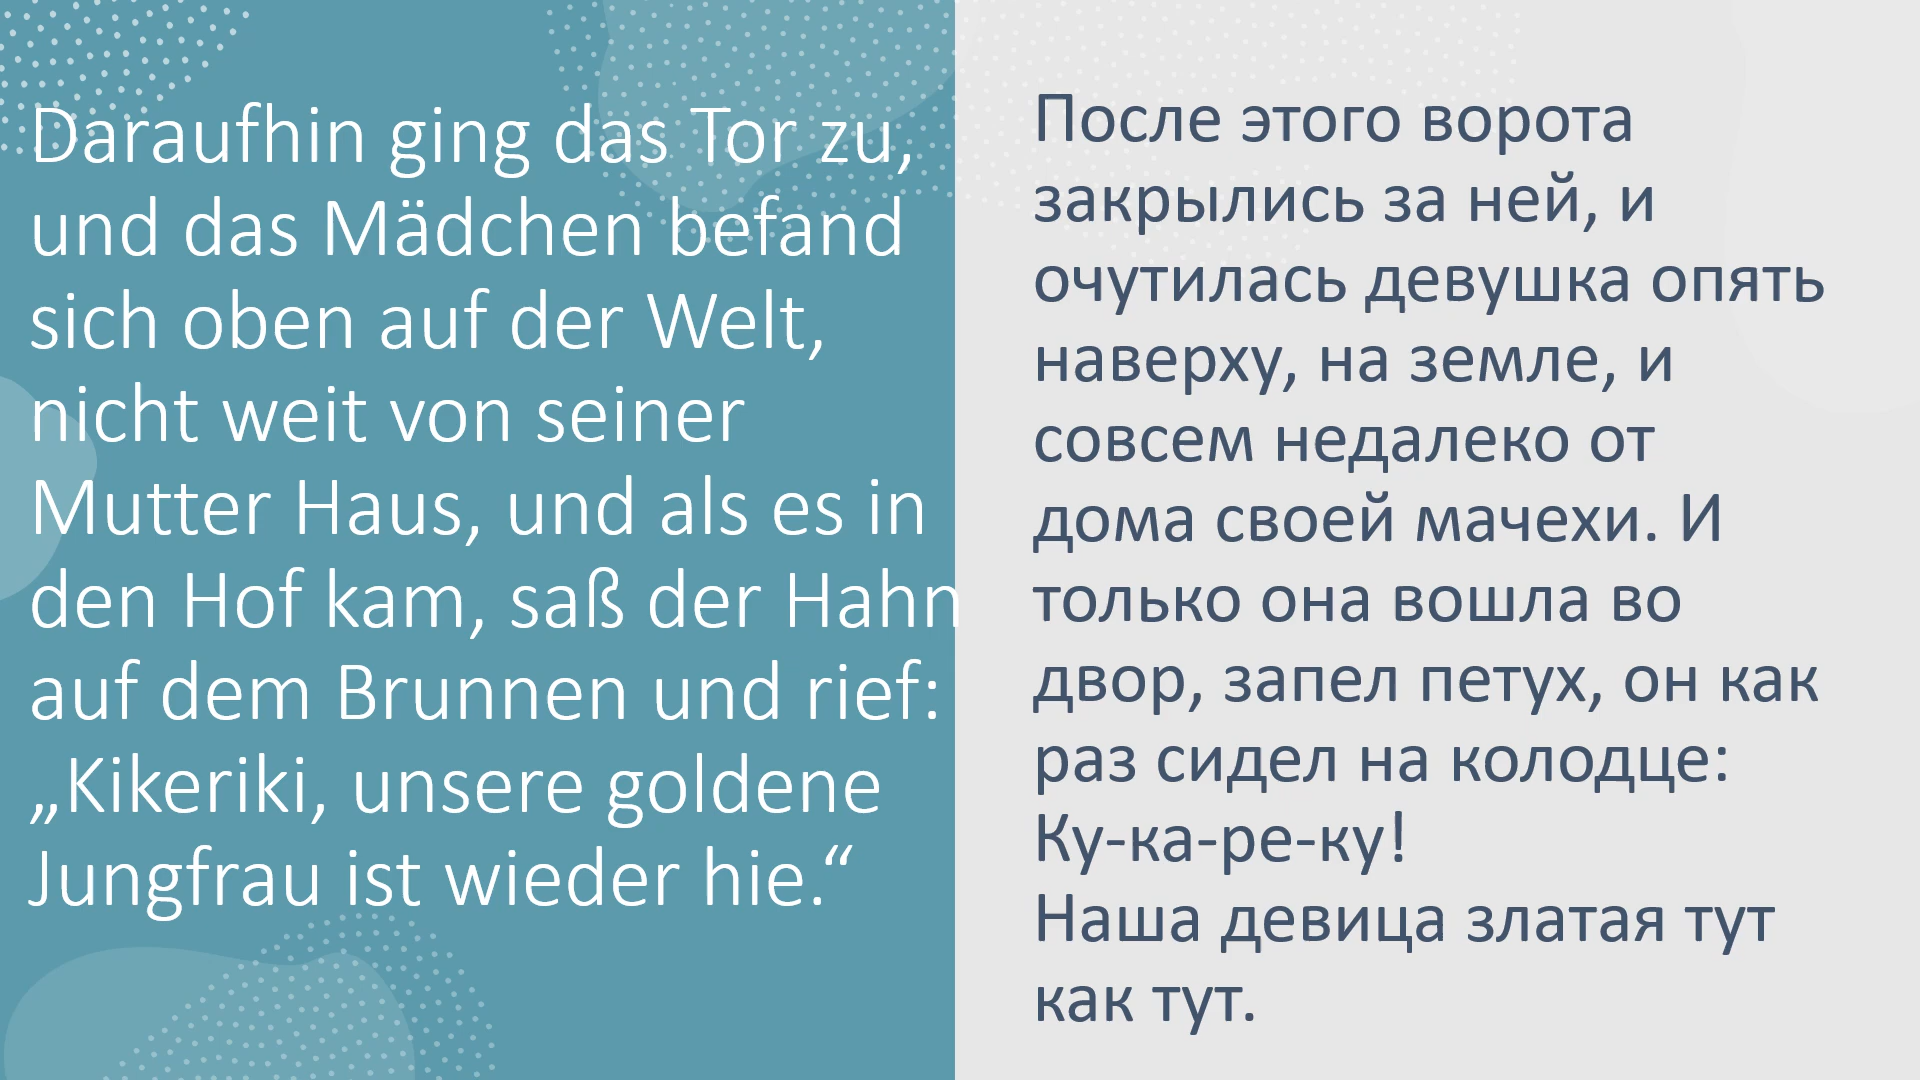 Daraufhin ging das Tor zu,
und das Mädchen befand
sich oben auf der Welt,
nicht weit von seiner
Mutter Haus, und als es in
den Hof kam, saß der Hahn
auf dem Brunnen und rief:
„Kikeriki, unsere goldene
Jungfrau ist wieder hie.“
После этого ворота
закрылись за ней, и
очутилась девушка опять
наверху, на земле, и
совсем недалеко от
дома своей мачехи. И
только она вошла во
двор, запел петух, он как
раз сидел на колодце:
Ку-ка-ре-ку!
Наша девица златая тут
как тут.